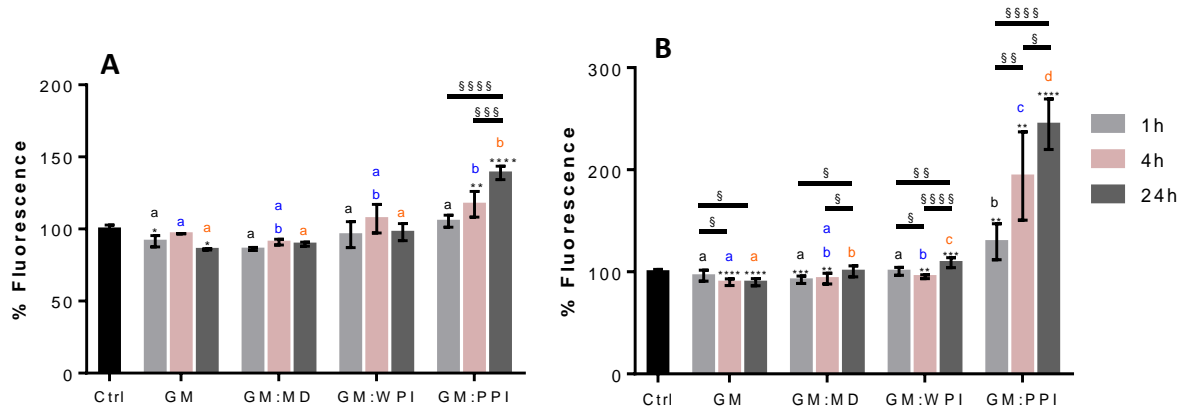 A
% Fluorescence
200
150
100
50
0
§§§§
§§§
b
b ****
a a **
a a b a a
a a a b a
* *
Ctrl GM GM:MD GM:WPI GM:PPI
B
% Fluorescence
300
200
100
0
§§§§
§
§§
d
****
c
**
b
**
§ §§
§ § §§§§
§
a c
a a a a b b a b ***
**** **** *** ** **
Ctrl GM GM:MD GM:WPI GM:PPI
1h
4h
24h